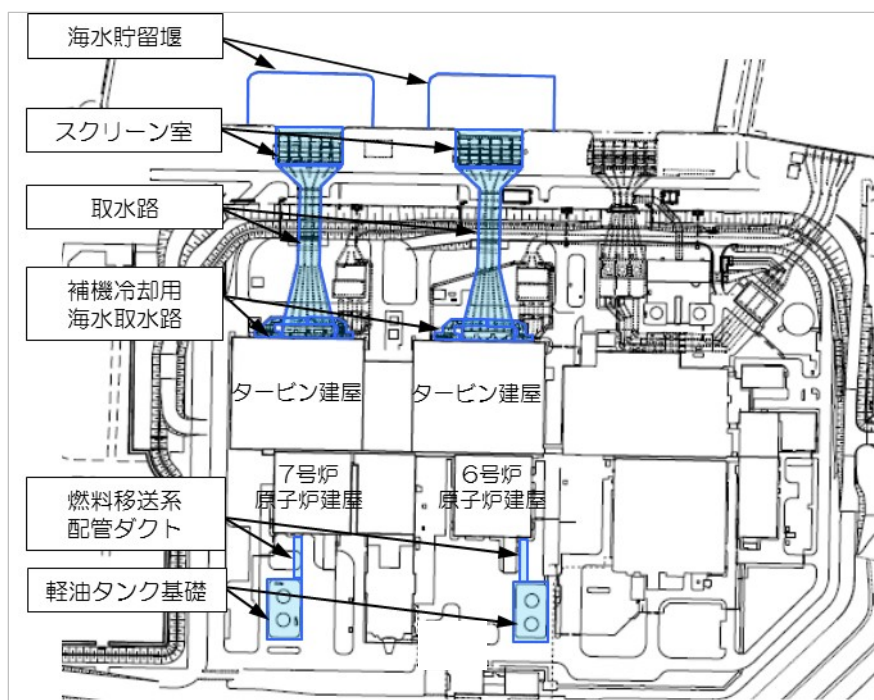 海水貯留堰
スクリーン室
取水路
補機冷却用
海水取水路
タービン建屋
タービン建屋
7号炉
原子炉建屋
6号炉
原子炉建屋
燃料移送系
配管ダクト
軽油タンク基礎